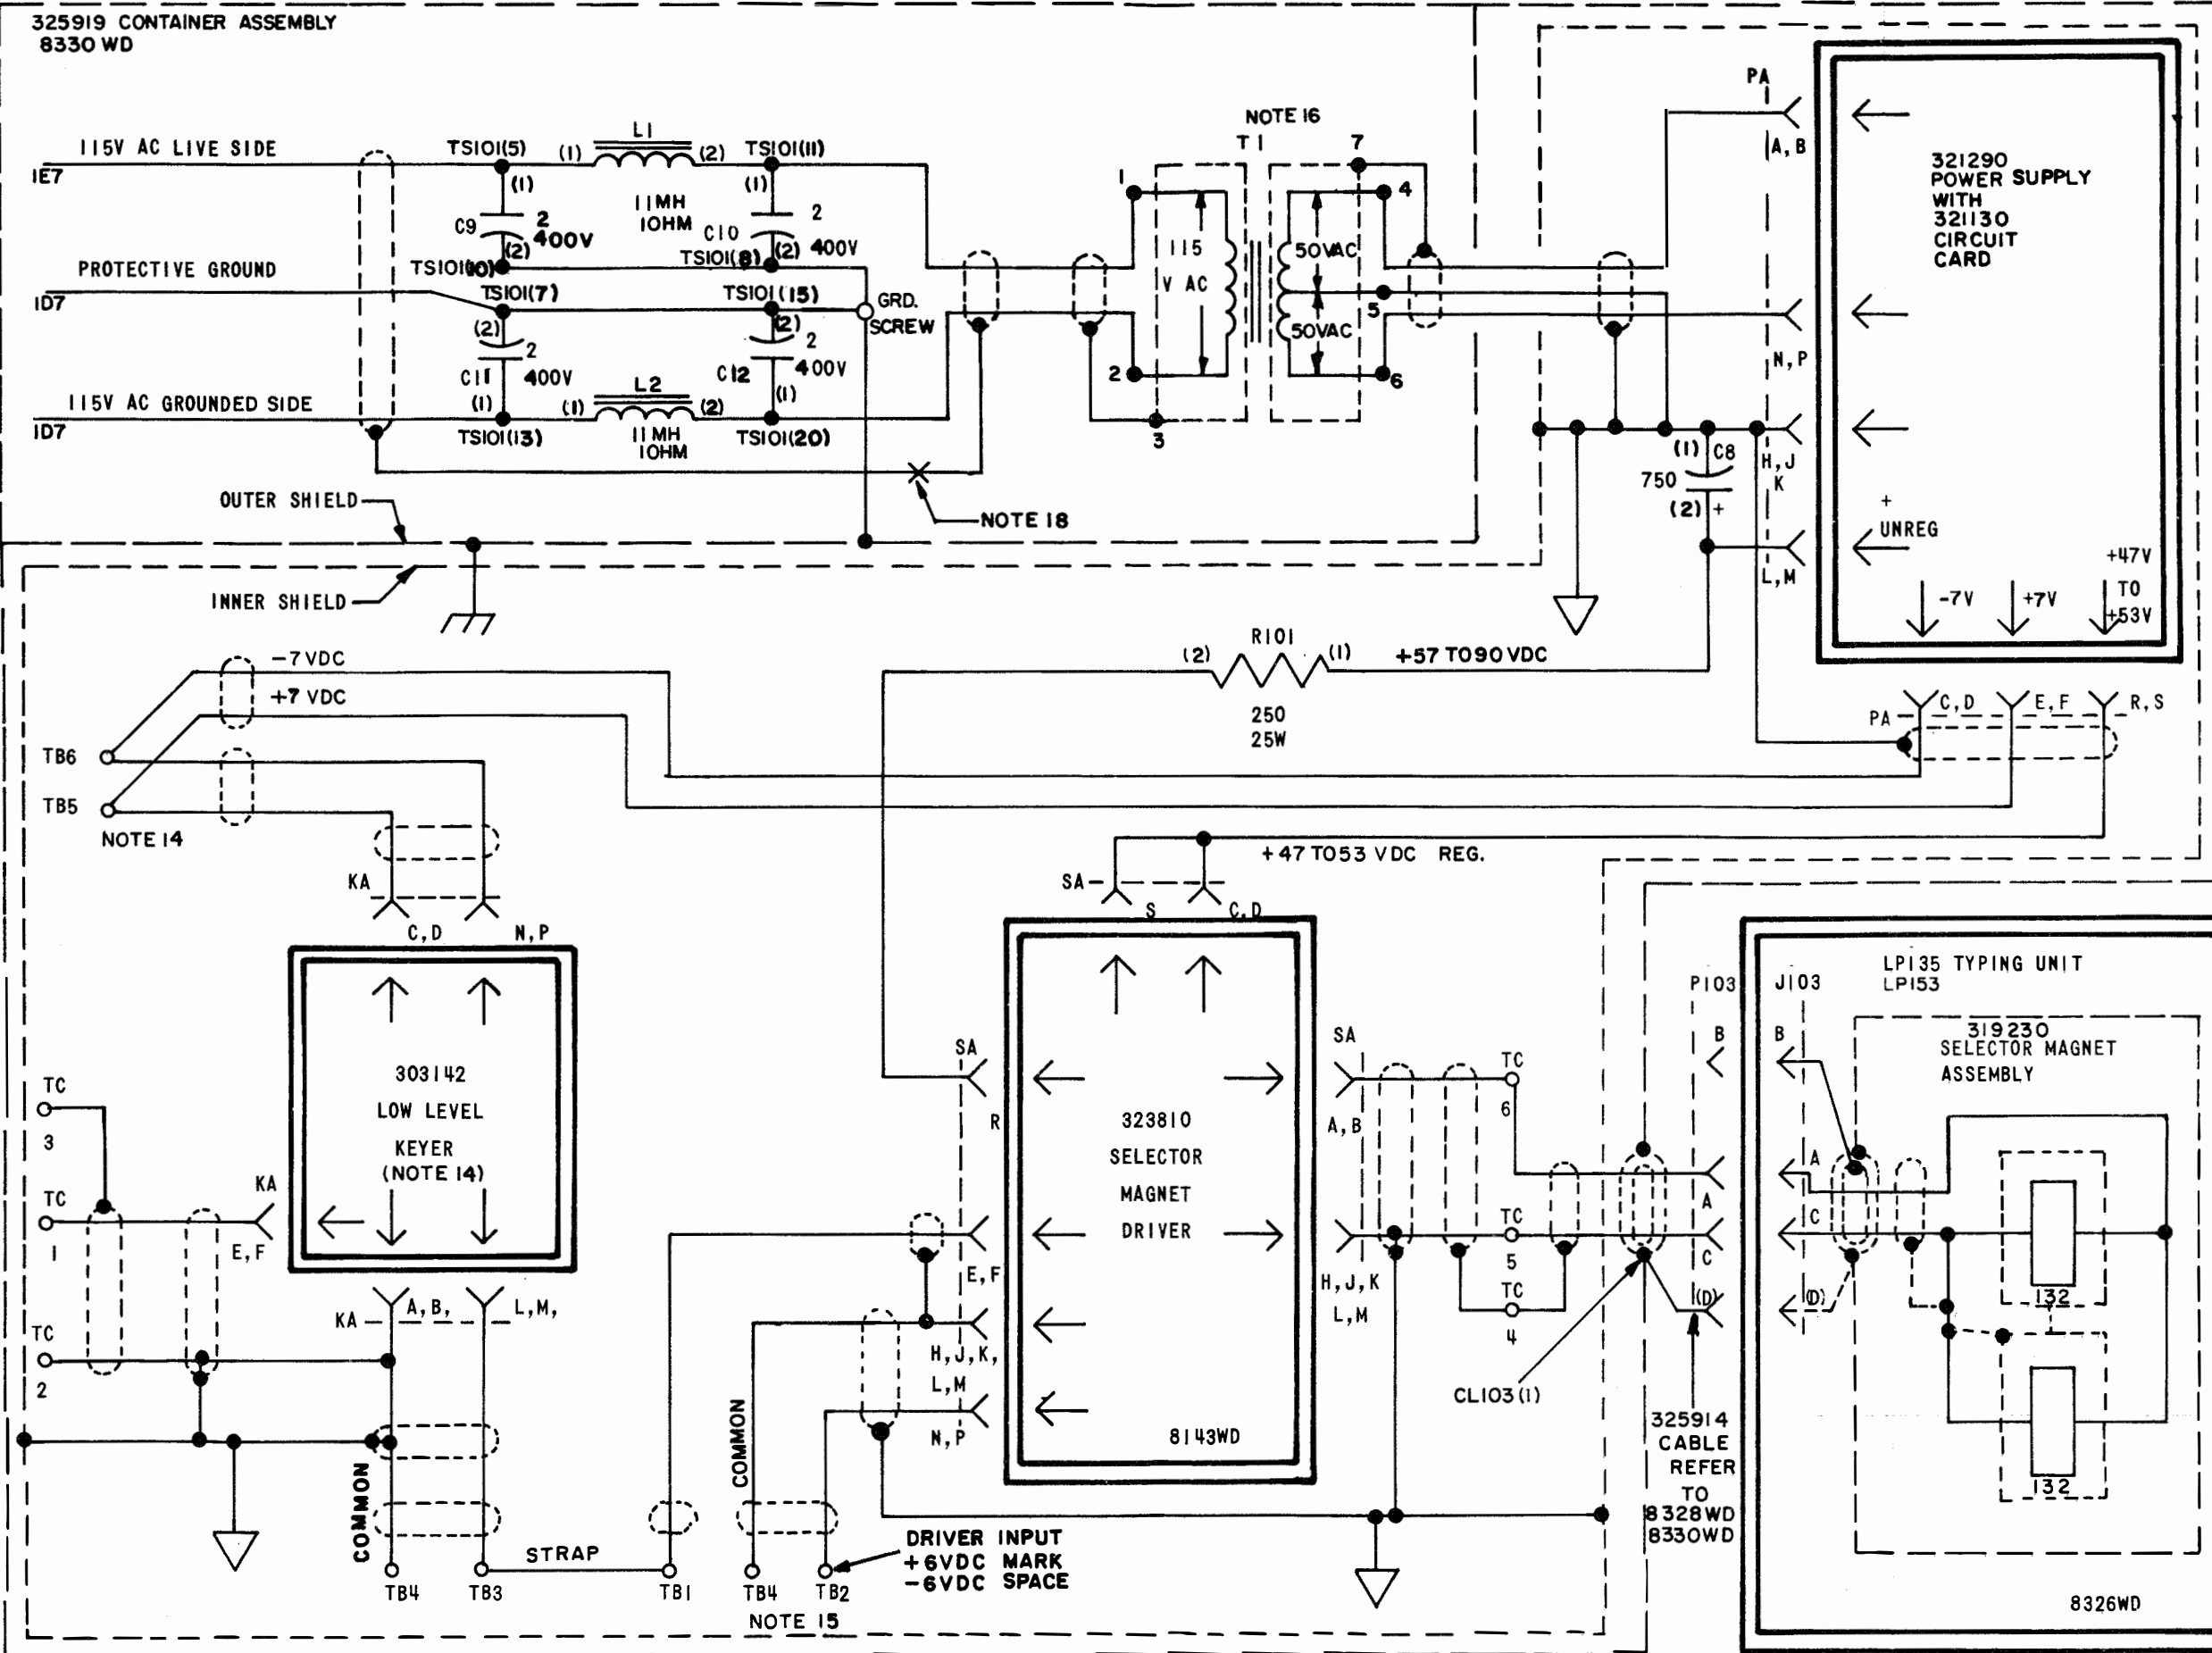 325919 CONTAINER ASSEMBLY
8330 WD
115V AC LIVE SIDE
1E7
TS101(5)
(1)
L1
(2)
TS101(11)
(1)
11MH
10HM
C9
2
400V
(2)
(1)
C10
2
400V
(2)
TS101(10)
TS101(8)
PROTECTIVE GROUND
1D7
TS101(7)
TS101(15)
GRD.
SCREW
(2)
2
C11
400V
(1)
(2)
2
C12
400V
(1)
115V AC GROUNDED SIDE
1D7
TS101(13)
(1)
L2
(2)
11MH
10HM
TS101(20)
OUTER SHIELD
NOTE 18
INNER SHIELD
NOTE 16
T1
1
2
3
115
V AC
7
4
50VAC
5
50VAC
6
PA
A, B
N, P
H, J
K
L, M
(1)
C8
750
(2)
+
321290
POWER SUPPLY
WITH
321130
CIRCUIT
CARD
+
UNREG
-7V
+7V
+47V
TO
+53V
PA
C, D
E, F
R, S
R101
(2)
(1)
+57 TO90 VDC
250
25W
-7 VDC
+7 VDC
TB6
TB5
NOTE 14
+47 TO53 VDC REG.
KA
C, D
N, P
303142
LOW LEVEL
KEYER
(NOTE 14)
TC
3
TC
1
KA
E, F
TC
2
KA
A, B,
L, M,
COMMON
TB4
TB3
STRAP
TB1
COMMON
TB4
TB2
NOTE 15
DRIVER INPUT
+6VDC MARK
-6VDC SPACE
SA
S
C, D
SA
R
E, F
H, J, K,
L, M
N, P
323810
SELECTOR
MAGNET
DRIVER
8143WD
SA
A, B
H, J, K
L, M
TC
6
TC
5
TC
4
CL103(1)
325914
CABLE
REFER
TO
8328WD
8330WD
P103
B
A
C
(D)
J103
B
A
C
(D)
LP135 TYPING UNIT
LP153
319230
SELECTOR MAGNET
ASSEMBLY
132
132
8326WD